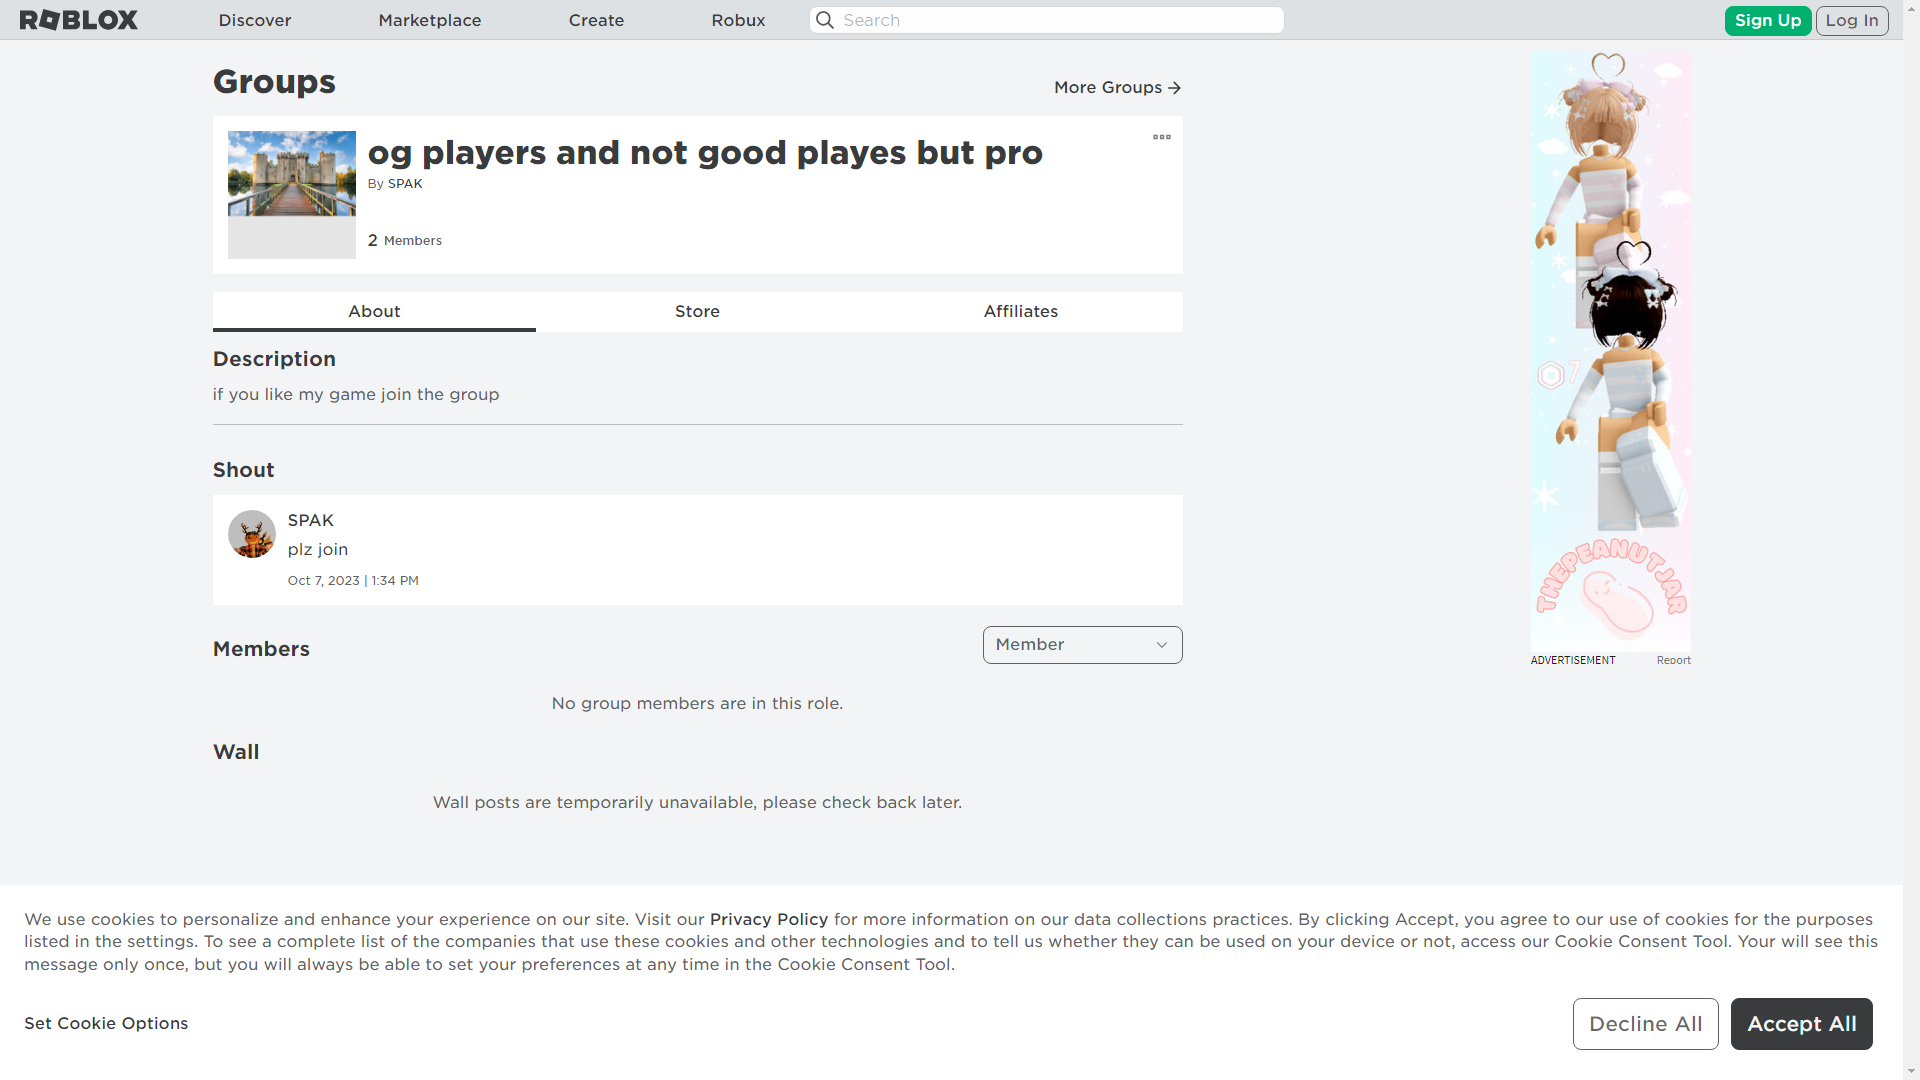 ROBLOX Discover Marketplace Create Robux Search Sign Up Log In
Groups
More Groups
og players and not good playes but pro
By SPAK
2 Members
About Store Affiliates
Description
if you like my game join the group
Shout
SPAK
plz join
Oct 7, 2023 | 1:34 PM
Members
Member
No group members are in this role.
Wall
Wall posts are temporarily unavailable, please check back later.
7
THEPEANUTJAR
ADVERTISEMENT Report
We use cookies to personalize and enhance your experience on our site. Visit our Privacy Policy for more information on our data collections practices. By clicking Accept, you agree to our use of cookies for the purposes
listed in the settings. To see a complete list of the companies that use these cookies and other technologies and to tell us whether they can be used on your device or not, access our Cookie Consent Tool. Your will see this
message only once, but you will always be able to set your preferences at any time in the Cookie Consent Tool.
Set Cookie Options
Decline All
Accept All